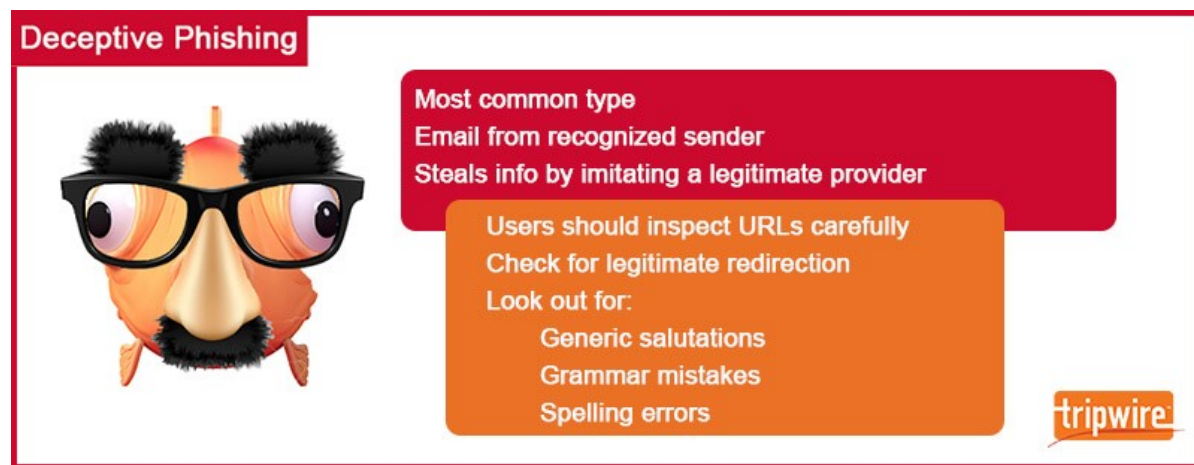 Deceptive Phishing
Most common type
Email from recognized sender
Steals info by imitating a legitimate provider
Users should inspect URLs carefully
Check for legitimate redirection
Look out for:
Generic salutations
Grammar mistakes
Spelling errors
tripwire